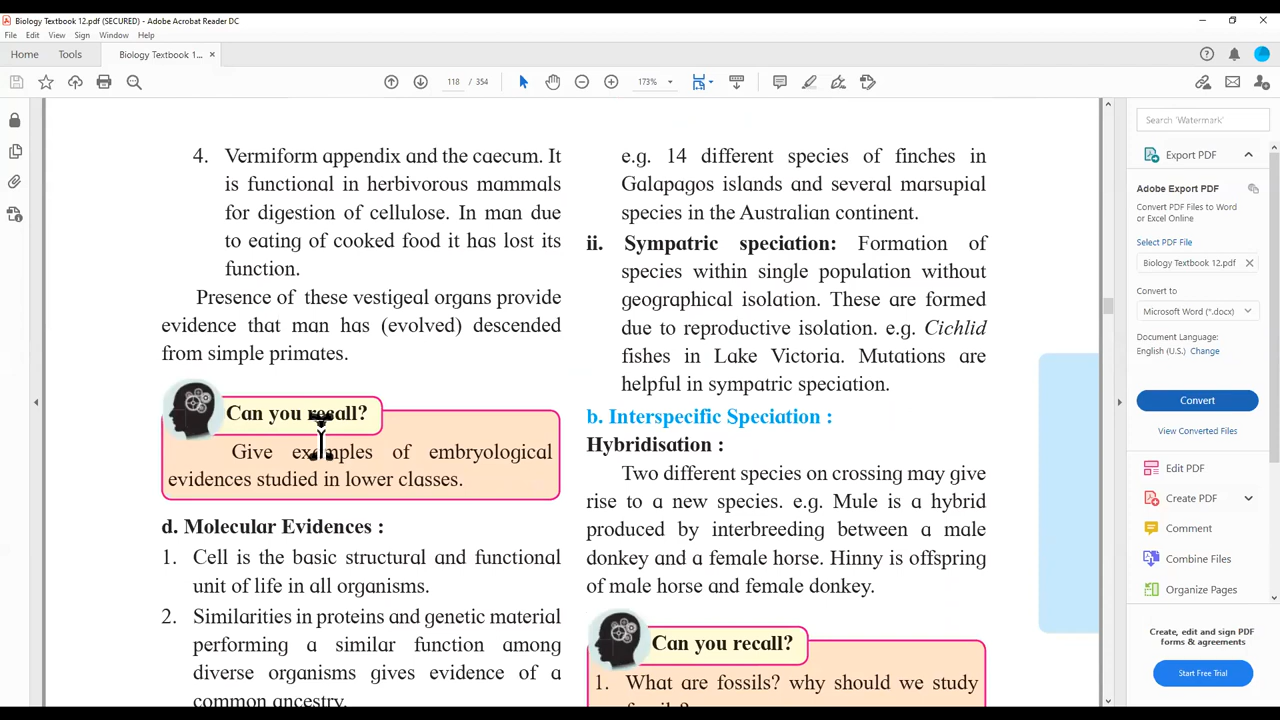 Biology Textbook 12.pdf (SECURED) - Adobe Acrobat Reader DC
File Edit View Sign Window Help
Home Tools Biology Textbook 1... ×
118 / 354 173%
4. Vermiform appendix and the caecum. It
is functional in herbivorous mammals
for digestion of cellulose. In man due
to eating of cooked food it has lost its
function.
Presence of these vestigeal organs provide
evidence that man has (evolved) descended
from simple primates.
Can you recall?
Give examples of embryological
evidences studied in lower classes.
d. Molecular Evidences :
1. Cell is the basic structural and functional
unit of life in all organisms.
2. Similarities in proteins and genetic material
performing a similar function among
diverse organisms gives evidence of a
common ancestry.
e.g. 14 different species of finches in
Galapagos islands and several marsupial
species in the Australian continent.
ii. Sympatric speciation: Formation of
species within single population without
geographical isolation. These are formed
due to reproductive isolation. e.g. Cichlid
fishes in Lake Victoria. Mutations are
helpful in sympatric speciation.
b. Interspecific Speciation :
Hybridisation :
Two different species on crossing may give
rise to a new species. e.g. Mule is a hybrid
produced by interbreeding between a male
donkey and a female horse. Hinny is offspring
of male horse and female donkey.
Can you recall?
1. What are fossils? why should we study
fossils?
Search 'Watermark'
Export PDF
Adobe Export PDF
Convert PDF Files to Word
or Excel Online
Select PDF File
Biology Textbook 12.pdf
Convert to
Microsoft Word (*.docx)
Document Language:
English (U.S.) Change
Convert
View Converted Files
Edit PDF
Create PDF
Comment
Combine Files
Organize Pages
Create, edit and sign PDF
forms & agreements
Start Free Trial